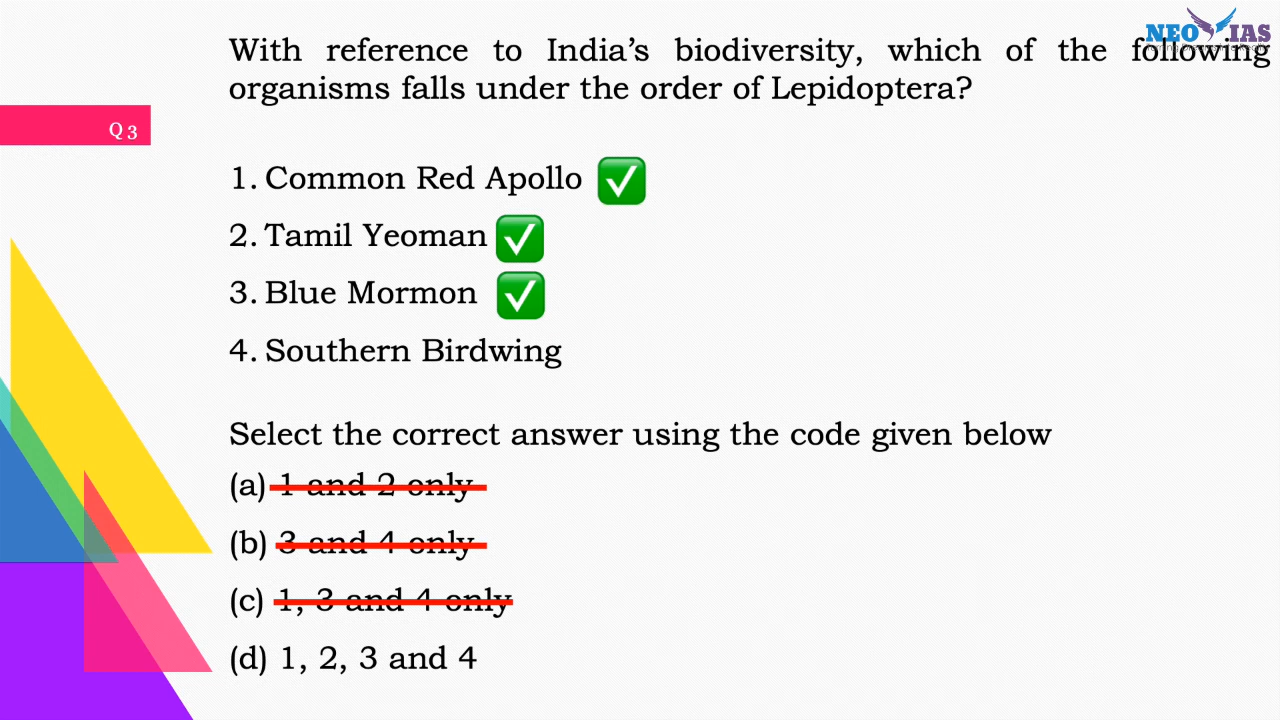 NEO IAS
With reference to India's biodiversity, which of the following
organisms falls under the order of Lepidoptera?
Q 3
1. Common Red Apollo
2. Tamil Yeoman
3. Blue Mormon
4. Southern Birdwing
Select the correct answer using the code given below
(a) 1 and 2 only
(b) 3 and 4 only
(c) 1, 3 and 4 only
(d) 1, 2, 3 and 4